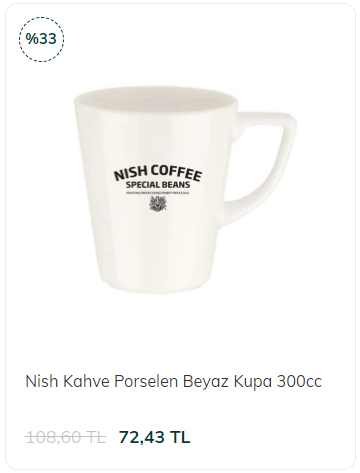 %33
NISH COFFEE
SPECIAL BEANS
Nish Kahve Porselen Beyaz Kupa 300cc
108,60 TL 72,43 TL